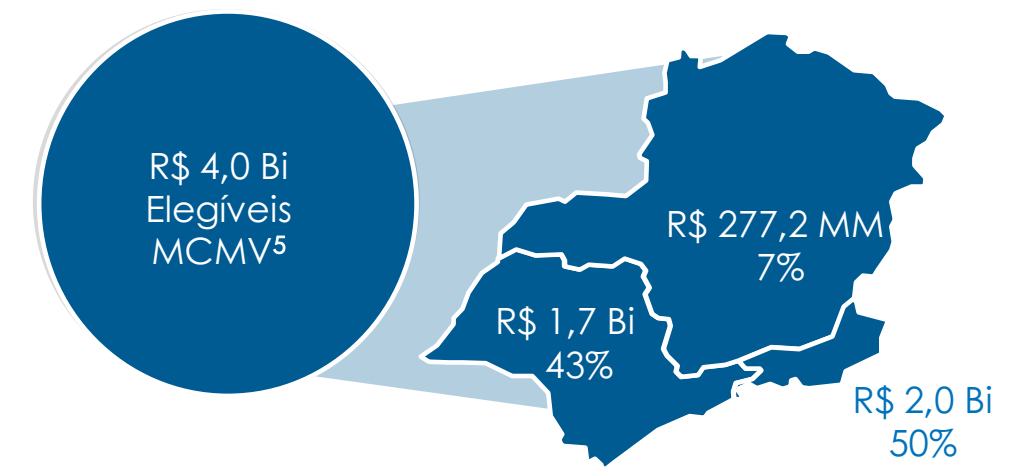 R$ 4,0 Bi
Elegíveis
MCMV⁵
R$ 277,2 MM
7%
R$ 1,7 Bi
43%
R$ 2,0 Bi
50%